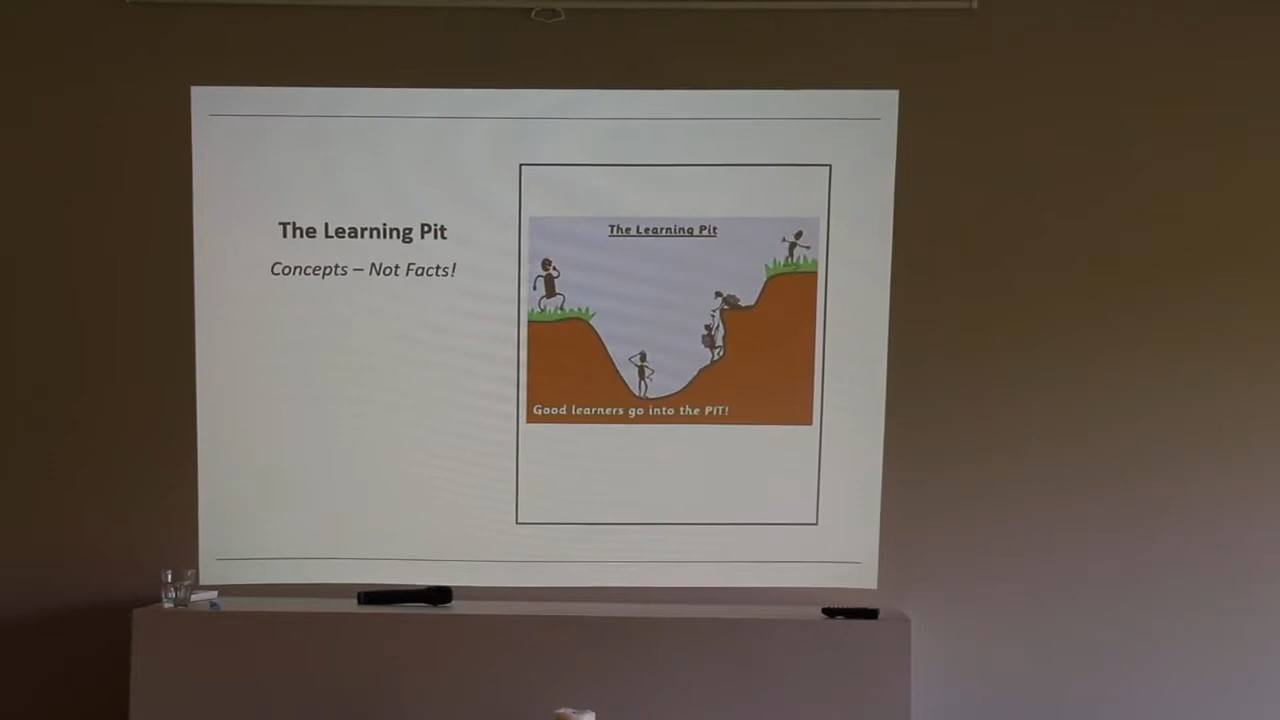 The Learning Pit
Concepts – Not Facts!
The Learning Pit
Good learners go into the PIT!